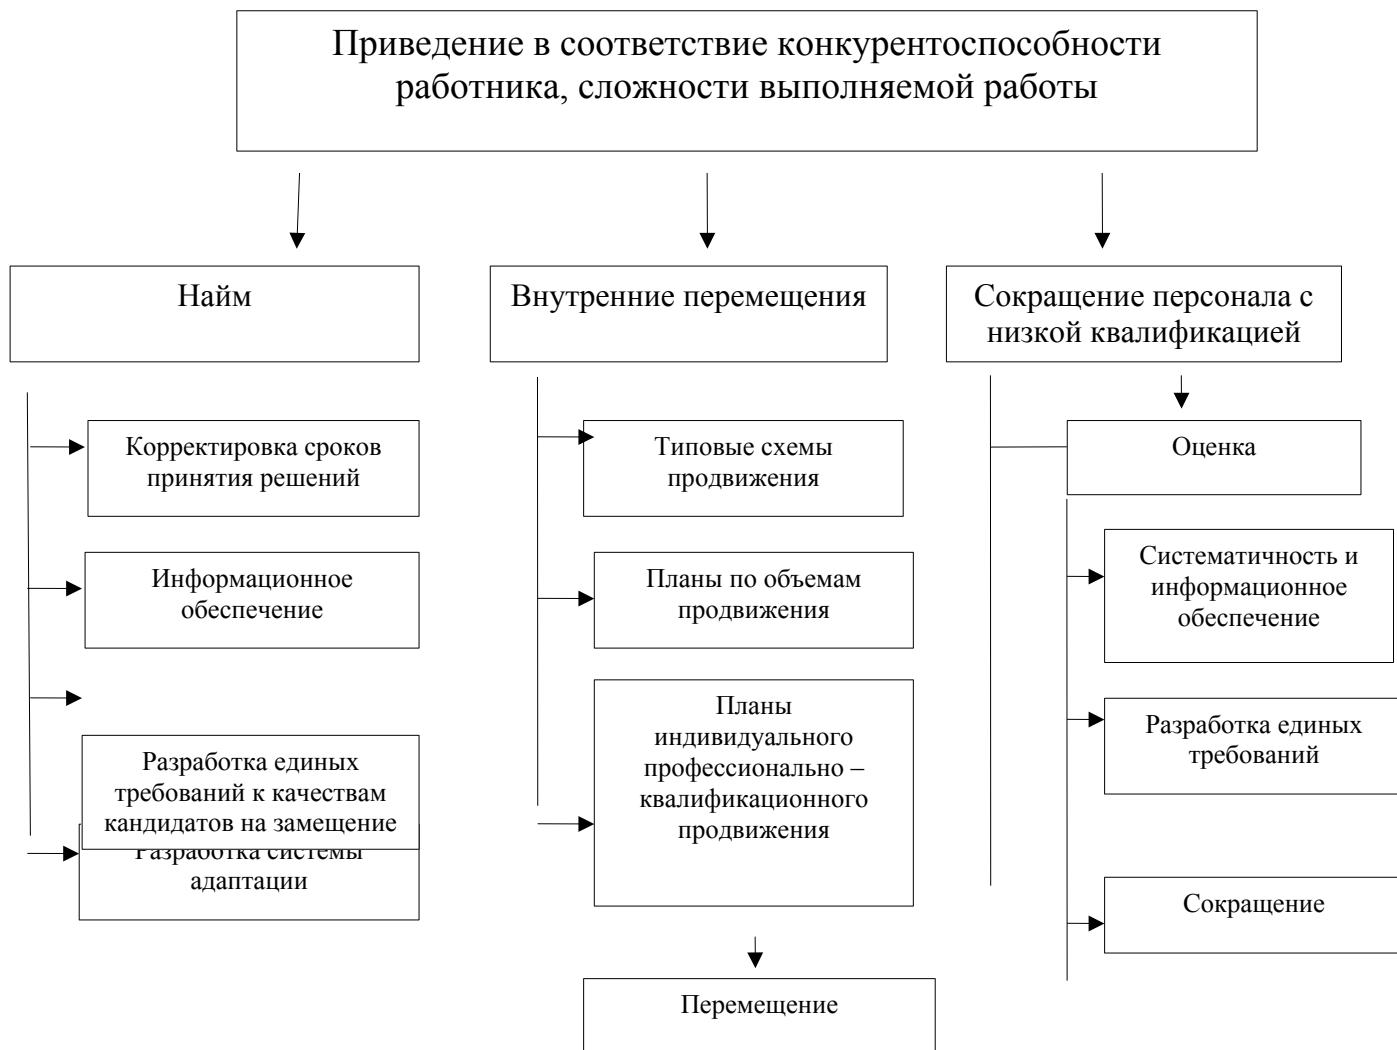 Приведение в соответствие конкурентоспособности
работника, сложности выполняемой работы
Найм
Корректировка сроков
принятия решений
Информационное
обеспечение
Разработка единых
требований к качествам
кандидатов на замещение
Разработка системы
адаптации
Внутренние перемещения
Типовые схемы
продвижения
Планы по объемам
продвижения
Планы
индивидуального
профессионально –
квалификационного
продвижения
Перемещение
Сокращение персонала с
низкой квалификацией
Оценка
Систематичность и
информационное
обеспечение
Разработка единых
требований
Сокращение